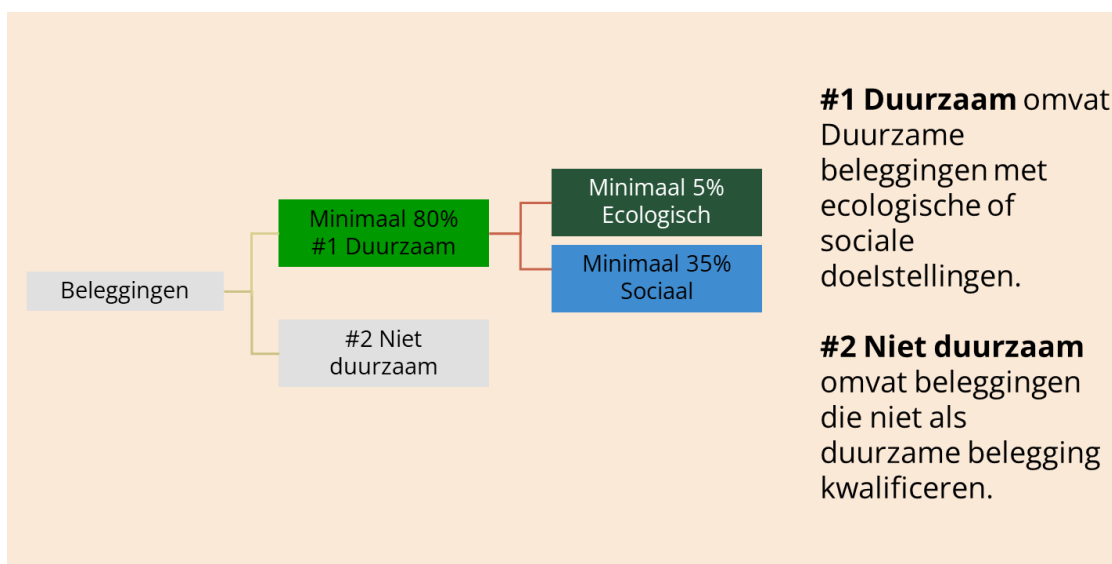 Beleggingen
Minimaal 80%
#1 Duurzaam
#2 Niet
duurzaam
Minimaal 5%
Ecologisch
Minimaal 35%
Sociaal
#1 Duurzaam omvat
Duurzame
beleggingen met
ecologische of
sociale
doelstellingen.
#2 Niet duurzaam
omvat beleggingen
die niet als
duurzame belegging
kwalificeren.